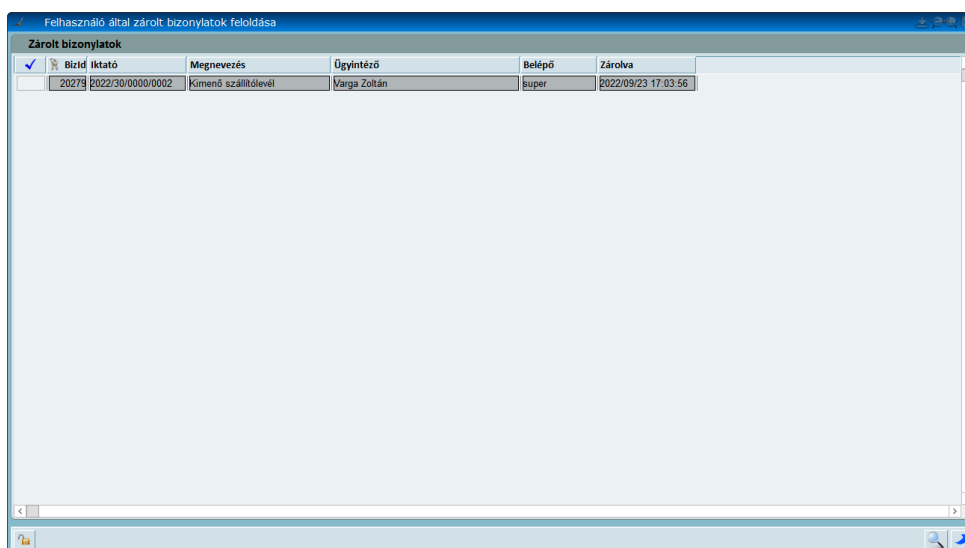 Felhasználó által zárolt bizonylatok feloldása
Zárolt bizonylatok
BizId Iktató Megnevezés Ügyintéző Belépő Zárolva
20279 2022/30/0000/0002 Kimenő szállítólevél Varga Zoltán super 2022/09/23 17:03:56